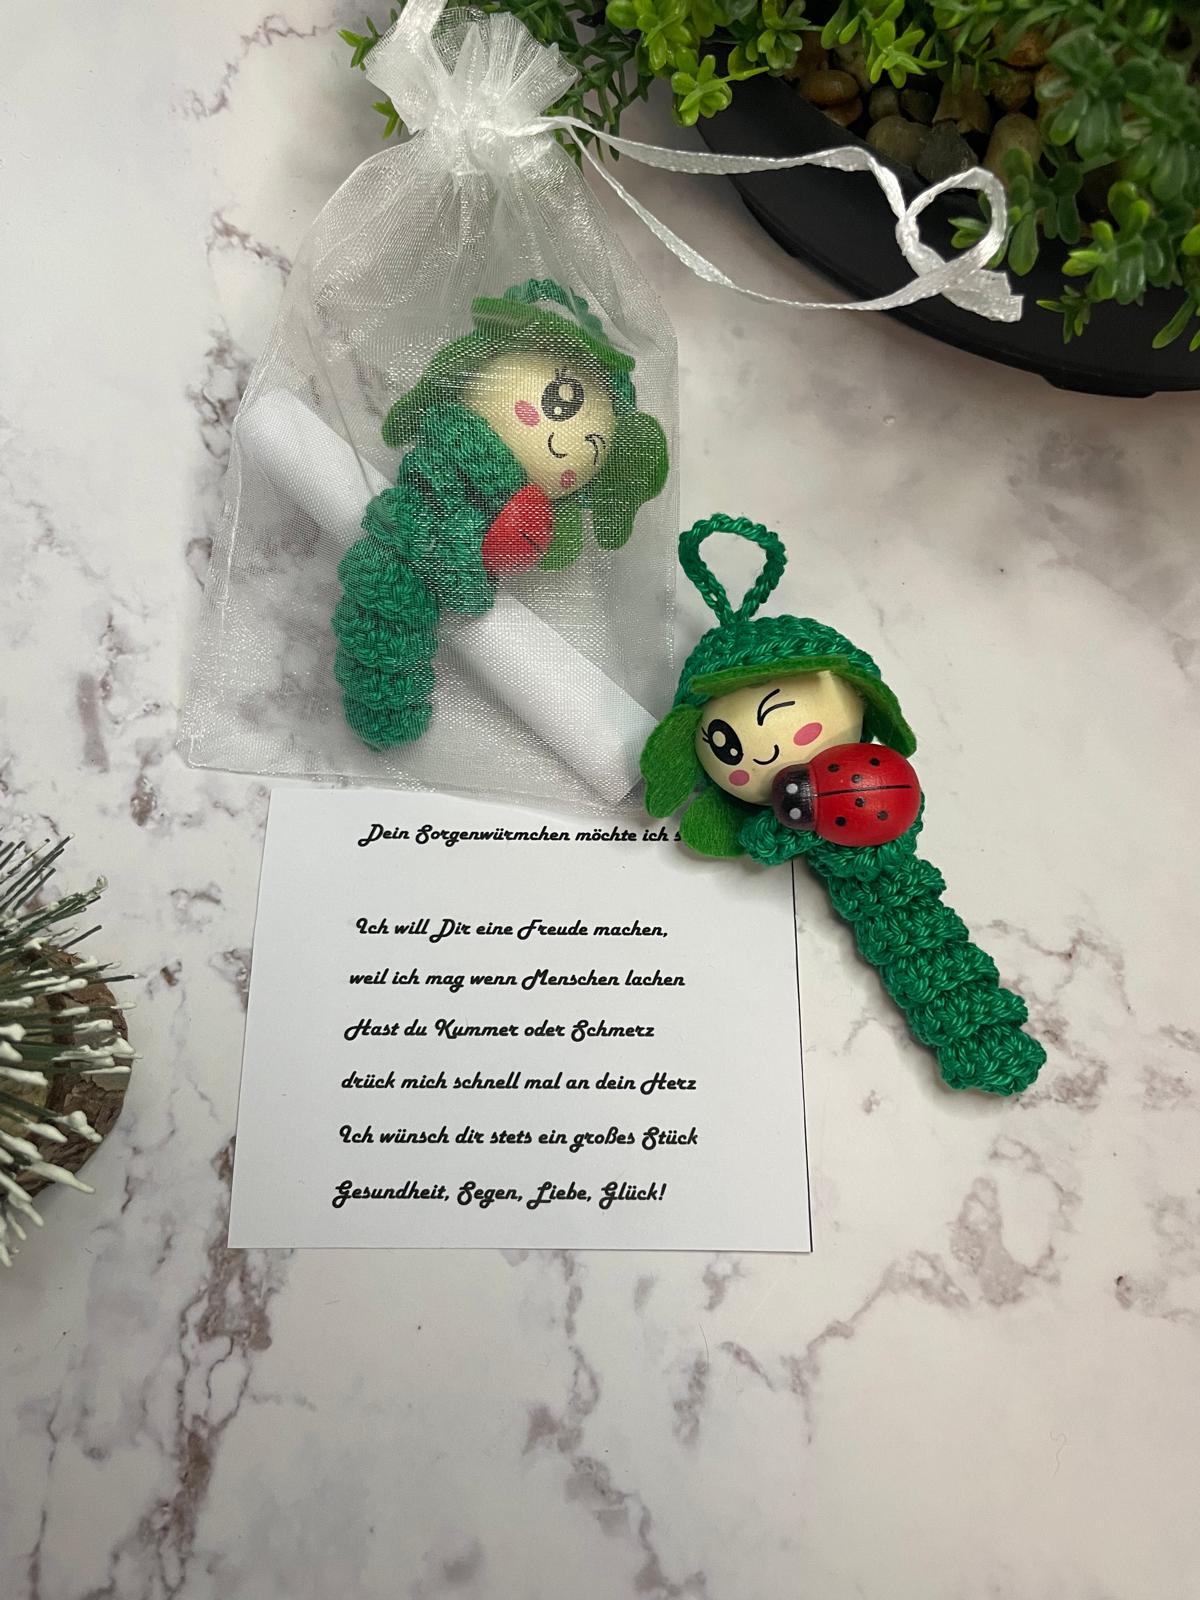 Dein Sorgenwürmchen möchte ich
Ich will Dir eine Freude machen,
weil ich mag wenn Menschen lachen
Hast du Kummer oder Schmerz
drück mich schnell mal an dein Herz
Ich wünsch dir stets ein großes Stück
Gesundheit, Segen, Liebe, Glück!